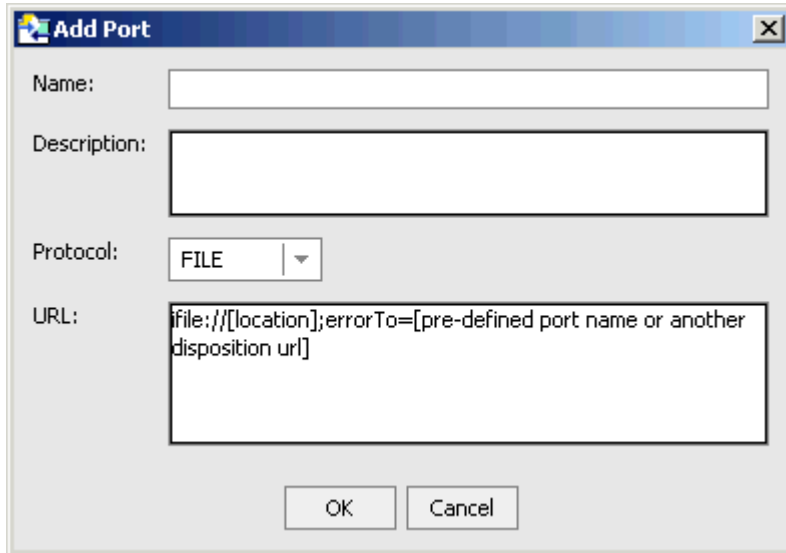 Add Port
Name:
Description:
Protocol:
FILE
URL:
ifile://[location];errorTo=[pre-defined port name or another
disposition url]
OK
Cancel